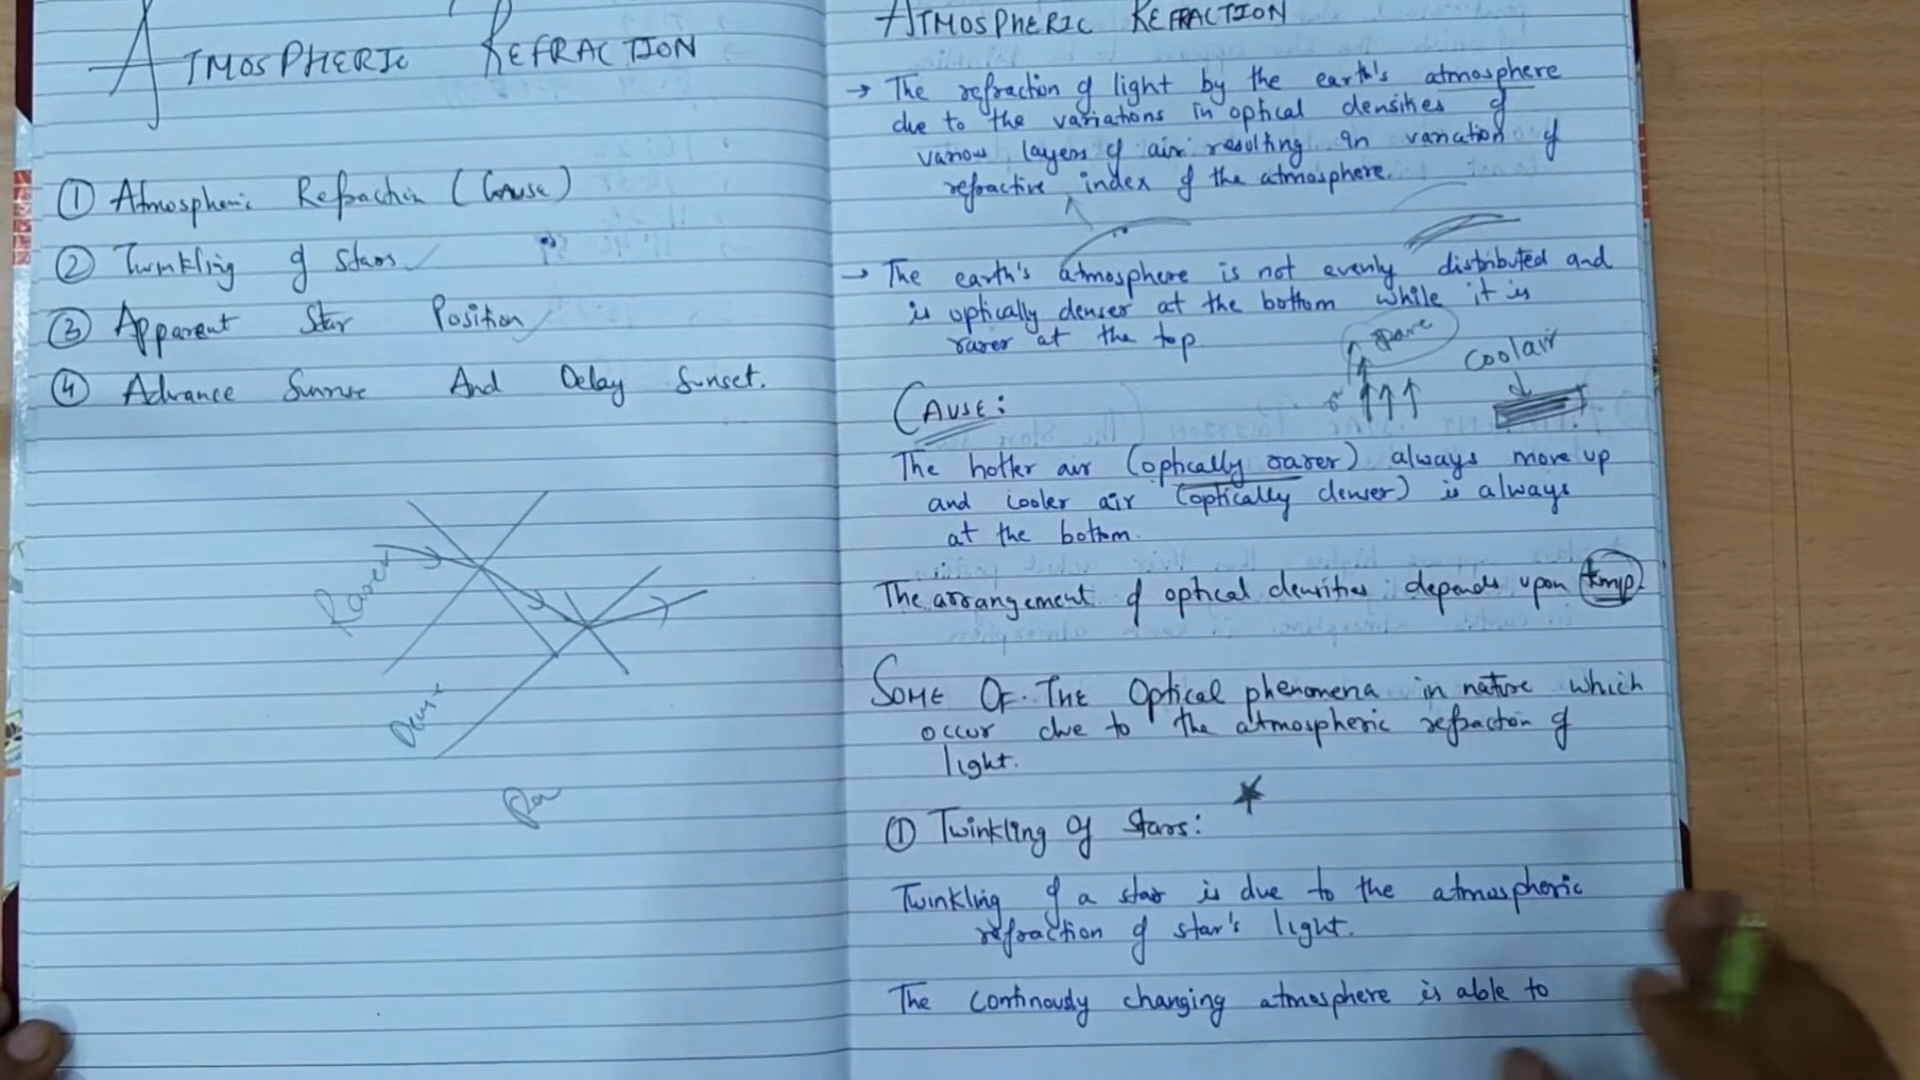 ATMOSPHERIC REFRACTION
① Atmospheric Refraction (Cause)
② Twinkling of stars
③ Apparent Star Position
④ Advance Sunrise And Delay Sunset.
Rarer
Denser
Rar
ATMOSPHERIC REFRACTION
→ The refraction of light by the earth's atmosphere
due to the variations in optical densities of
various layers of air resulting in variation of
refractive index of the atmosphere.
→ The earth's atmosphere is not evenly distributed and
is optically denser at the bottom while it is
rarer at the top
Cool air
CAUSE:
The hotter air (optically rarer) always move up
and cooler air (optically denser) is always
at the bottom.
The arrangement of optical densities depends upon temp.
SOME OF THE Optical phenomena in nature which
occur due to the atmospheric refraction of
light.
① Twinkling Of Stars:
Twinkling of a star is due to the atmospheric
refraction of star's light.
The continously changing atmosphere is able to